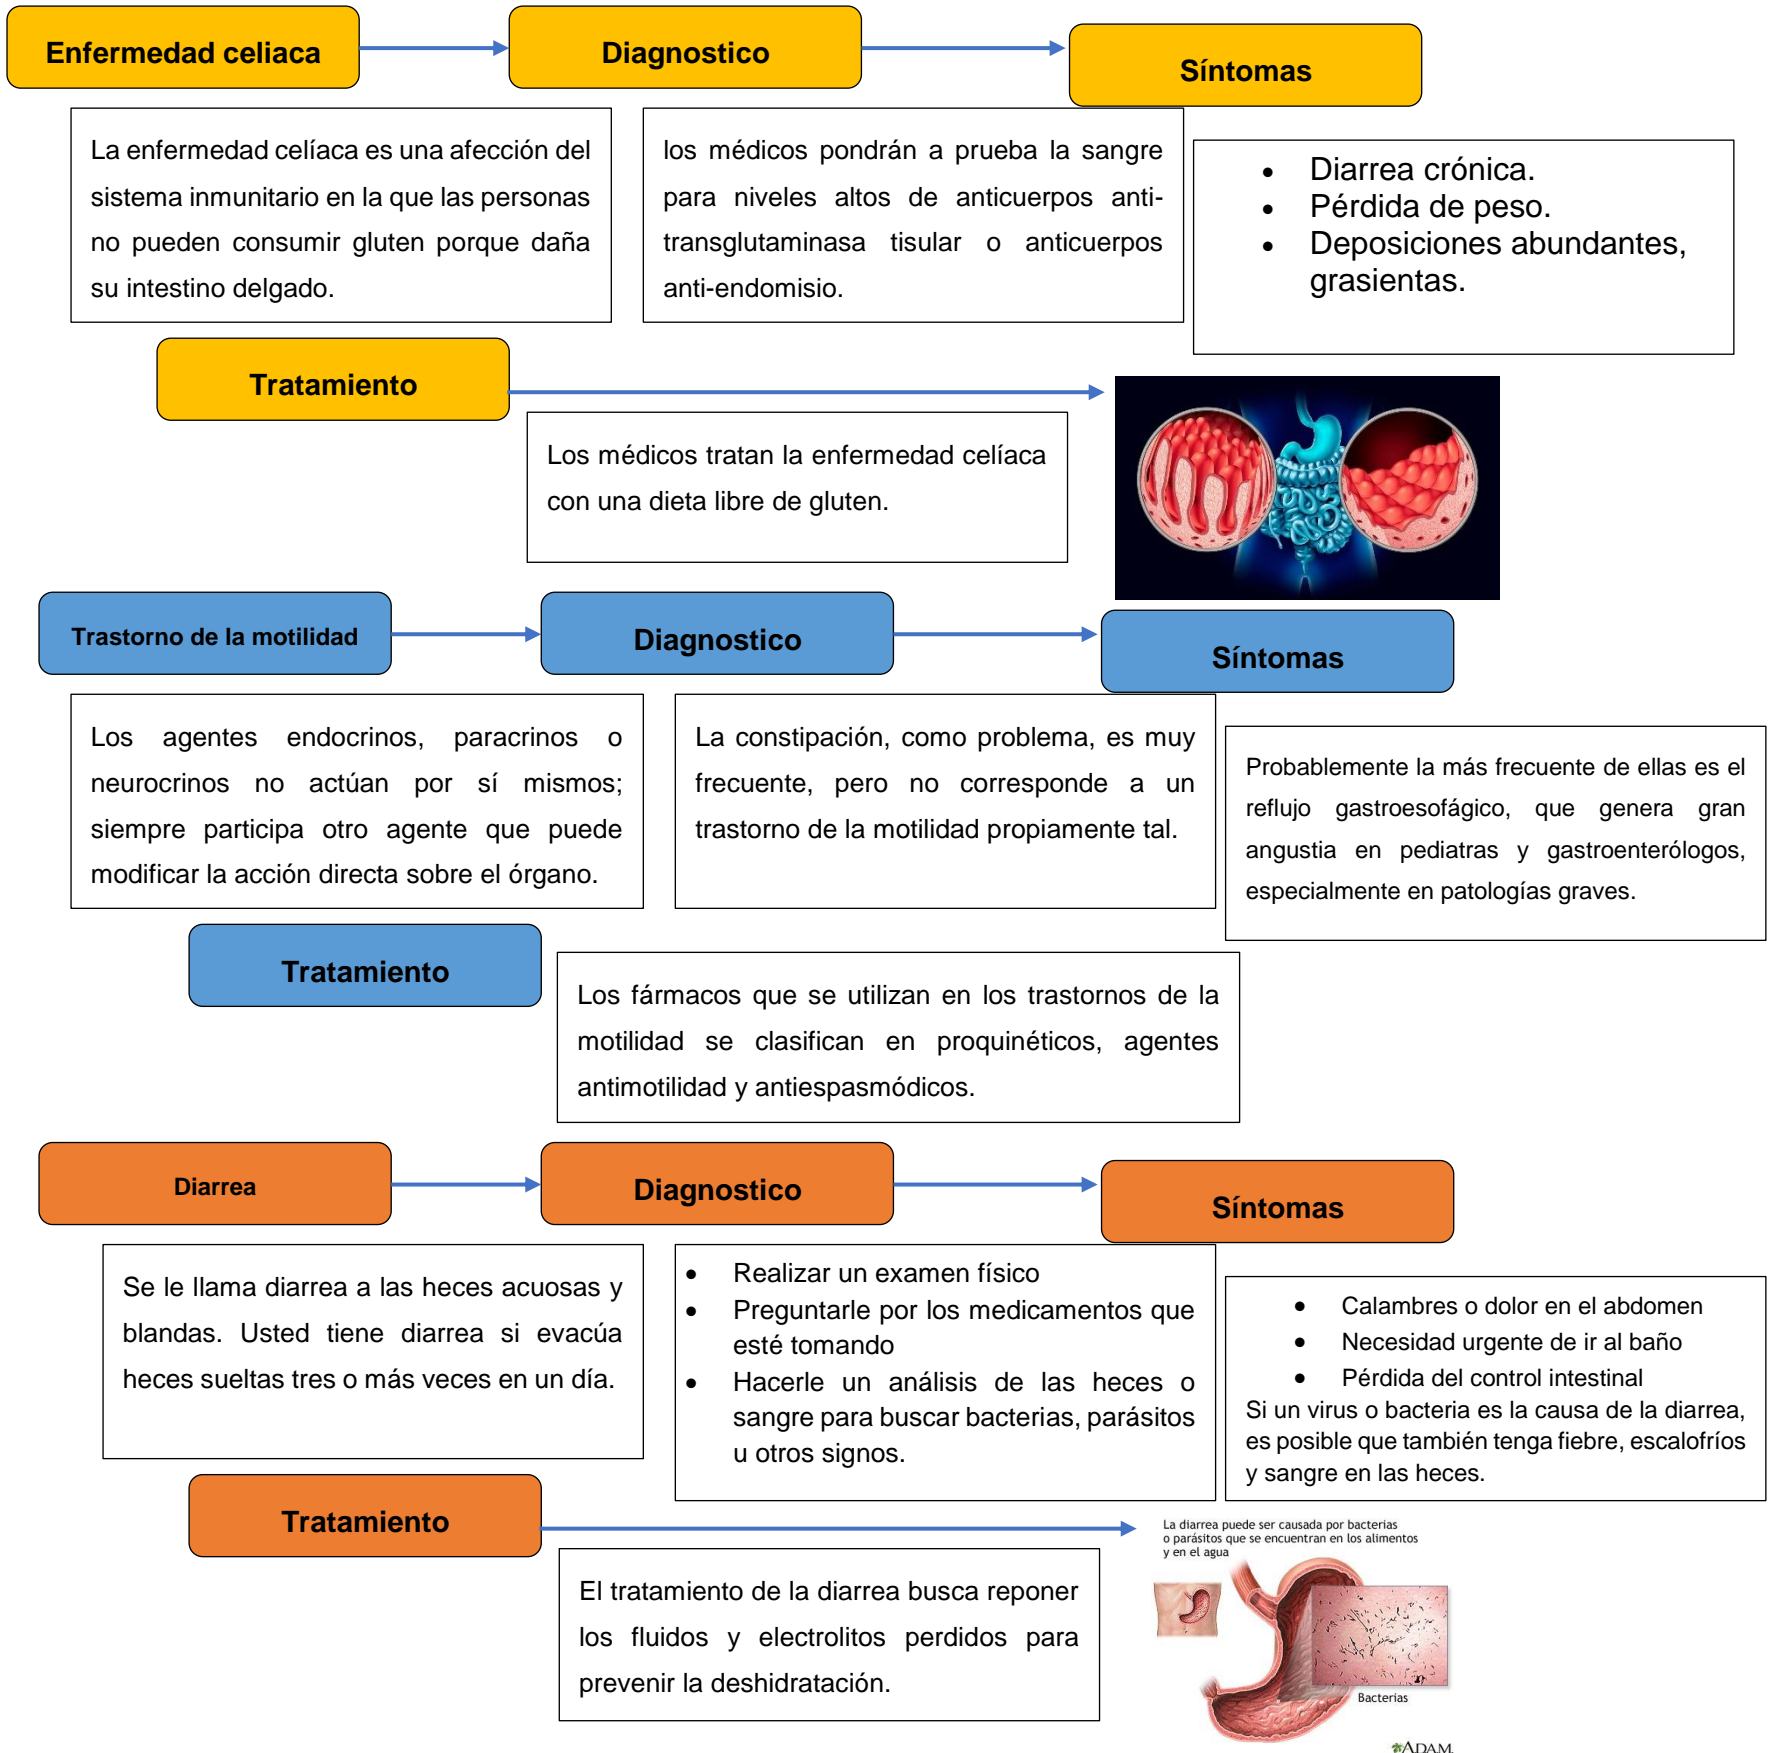 Enfermedad celiaca
Diagnostico
Síntomas
La enfermedad celíaca es una afección del
sistema inmunitario en la que las personas
no pueden consumir gluten porque daña
su intestino delgado.
los médicos pondrán a prueba la sangre
para niveles altos de anticuerpos anti-
transglutaminasa tisular o anticuerpos
anti-endomisio.
• Diarrea crónica.
• Pérdida de peso.
• Deposiciones abundantes,
grasientas.
Tratamiento
Los médicos tratan la enfermedad celíaca
con una dieta libre de gluten.
Trastorno de la motilidad
Diagnostico
Síntomas
Los agentes endocrinos, paracrinos o
neurocrinos no actúan por sí mismos;
siempre participa otro agente que puede
modificar la acción directa sobre el órgano.
La constipación, como problema, es muy
frecuente, pero no corresponde a un
trastorno de la motilidad propiamente tal.
Probablemente la más frecuente de ellas es el
reflujo gastroesofágico, que genera gran
angustia en pediatras y gastroenterólogos,
especialmente en patologías graves.
Tratamiento
Los fármacos que se utilizan en los trastornos de la
motilidad se clasifican en proquinéticos, agentes
antimotilidad y antiespasmódicos.
Diarrea
Diagnostico
Síntomas
Se le llama diarrea a las heces acuosas y
blandas. Usted tiene diarrea si evacúa
heces sueltas tres o más veces en un día.
• Realizar un examen físico
• Preguntarle por los medicamentos que
esté tomando
• Hacerle un análisis de las heces o
sangre para buscar bacterias, parásitos
u otros signos.
• Calambres o dolor en el abdomen
• Necesidad urgente de ir al baño
• Pérdida del control intestinal
Si un virus o bacteria es la causa de la diarrea,
es posible que también tenga fiebre, escalofríos
y sangre en las heces.
Tratamiento
El tratamiento de la diarrea busca reponer
los fluidos y electrolitos perdidos para
prevenir la deshidratación.
La diarrea puede ser causada por bacterias
o parásitos que se encuentran en los alimentos
y en el agua
Bacterias
ADAM.